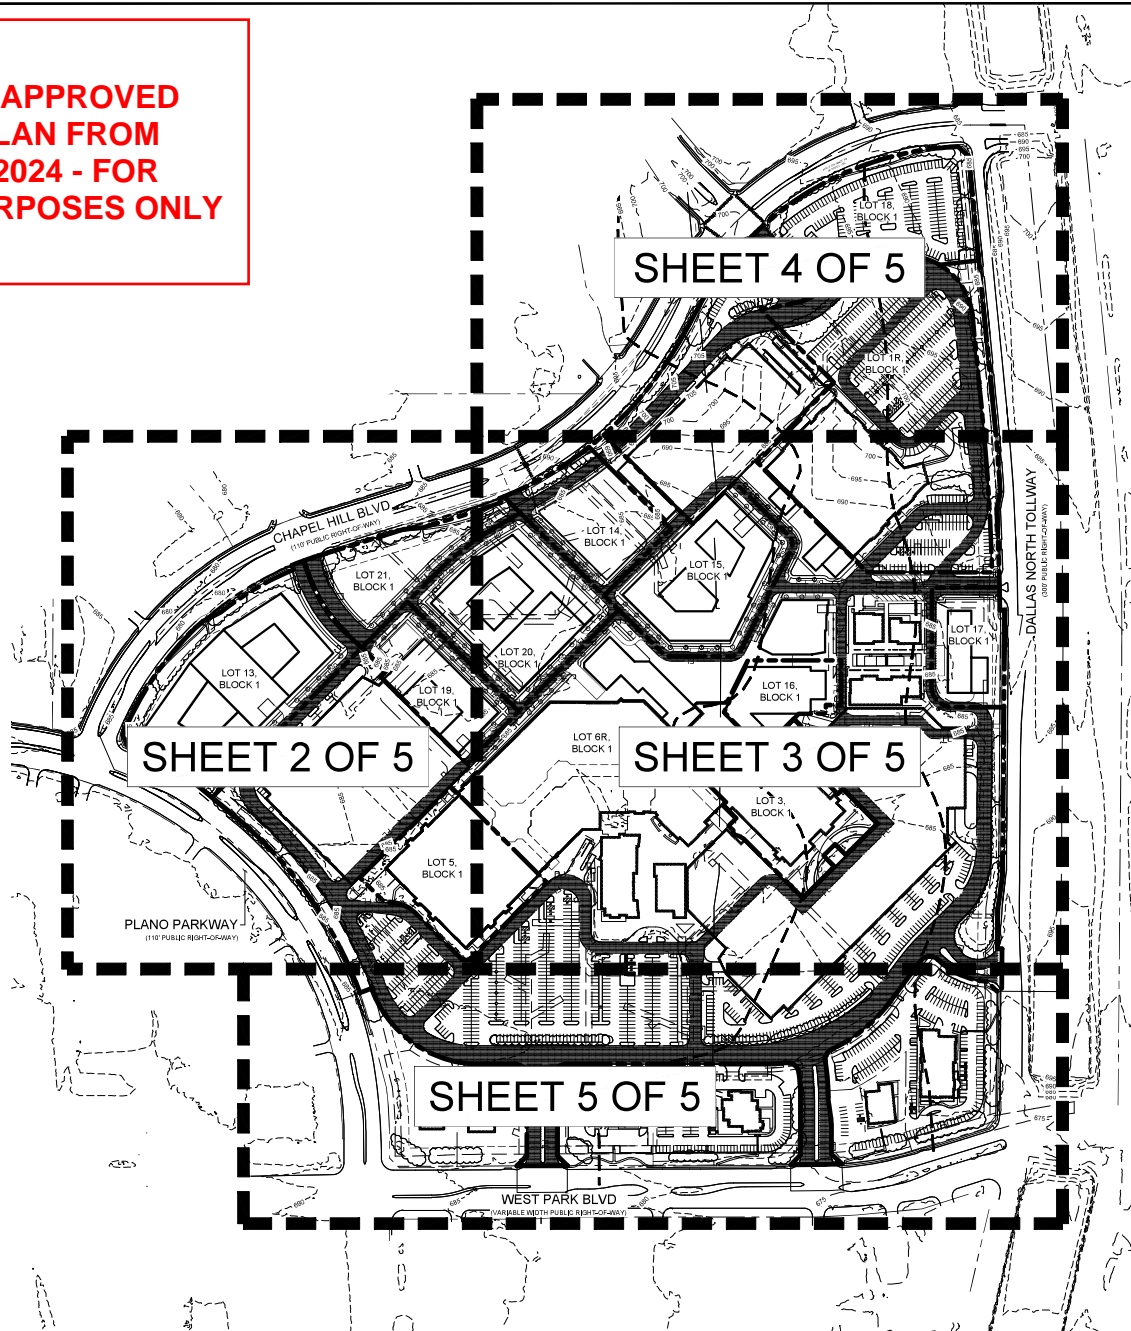 APPROVED
LAN FROM
2024 - FOR
RPOSES ONLY
LOT 18,
BLOCK 1
SHEET 4 OF 5
LOT 1R,
BLOCK 1
CHAPEL HILL BLVD
(110' PUBLIC RIGHT-OF-WAY)
DALLAS NORTH TOLLWAY
(300' PUBLIC RIGHT-OF-WAY)
LOT 14,
BLOCK 1
LOT 15,
BLOCK 1
LOT 21,
BLOCK 1
LOT 17
BLOCK 1
LOT 20,
BLOCK 1
LOT 13,
BLOCK 1
LOT 19,
BLOCK 1
LOT 16,
BLOCK 1
LOT 6R,
BLOCK 1
SHEET 2 OF 5
SHEET 3 OF 5
LOT 3,
BLOCK 1
LOT 5,
BLOCK 1
PLANO PARKWAY
(110' PUBLIC RIGHT-OF-WAY)
SHEET 5 OF 5
WEST PARK BLVD
(VARIABLE WIDTH PUBLIC RIGHT-OF-WAY)